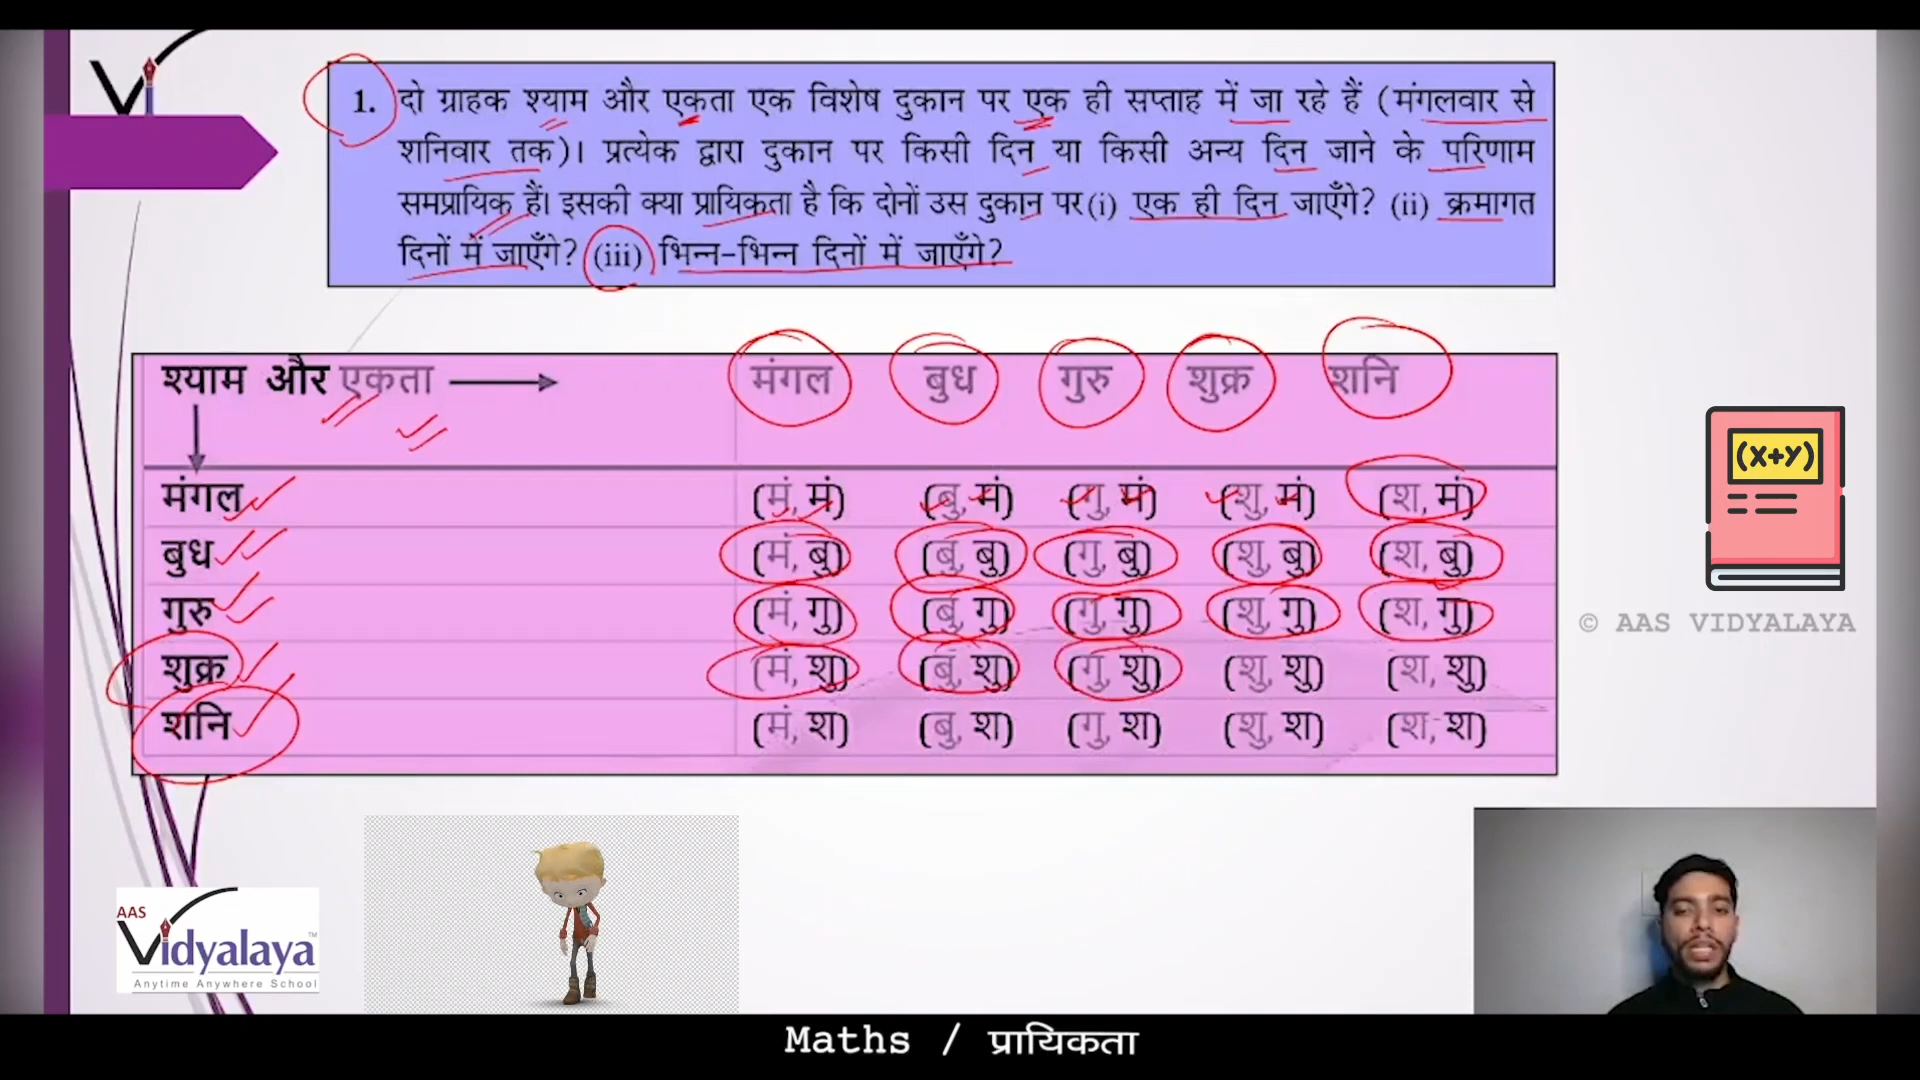 1. दो ग्राहक श्याम और एकता एक विशेष दुकान पर एक ही सप्ताह में जा रहे हैं (मंगलवार से
शनिवार तक)। प्रत्येक द्वारा दुकान पर किसी दिन या किसी अन्य दिन जाने के परिणाम
समप्रायिक हैं। इसकी क्या प्रायिकता है कि दोनों उस दुकान पर (i) एक ही दिन जाएँगे? (ii) क्रमागत
दिनों में जाएँगे? (iii) भिन्न-भिन्न दिनों में जाएँगे?
श्याम और एकता मंगल बुध गुरु शुक्र शनि
मंगल (मं, मं) (बु, मं) (गु, मं) (शु, मं) (श, मं)
बुध (मं, बु) (बु, बु) (गु, बु) (शु, बु) (श, बु)
गुरु (मं, गु) (बु, गु) (गु, गु) (शु, गु) (श, गु)
शुक्र (मं, शु) (बु, शु) (गु, शु) (शु, शु) (श, शु)
शनि (मं, श) (बु, श) (गु, श) (शु, श) (श, श)
(x+y)
© AAS VIDYALAYA
AAS
Vidyalaya™
Anytime Anywhere School
Maths / प्रायिकता